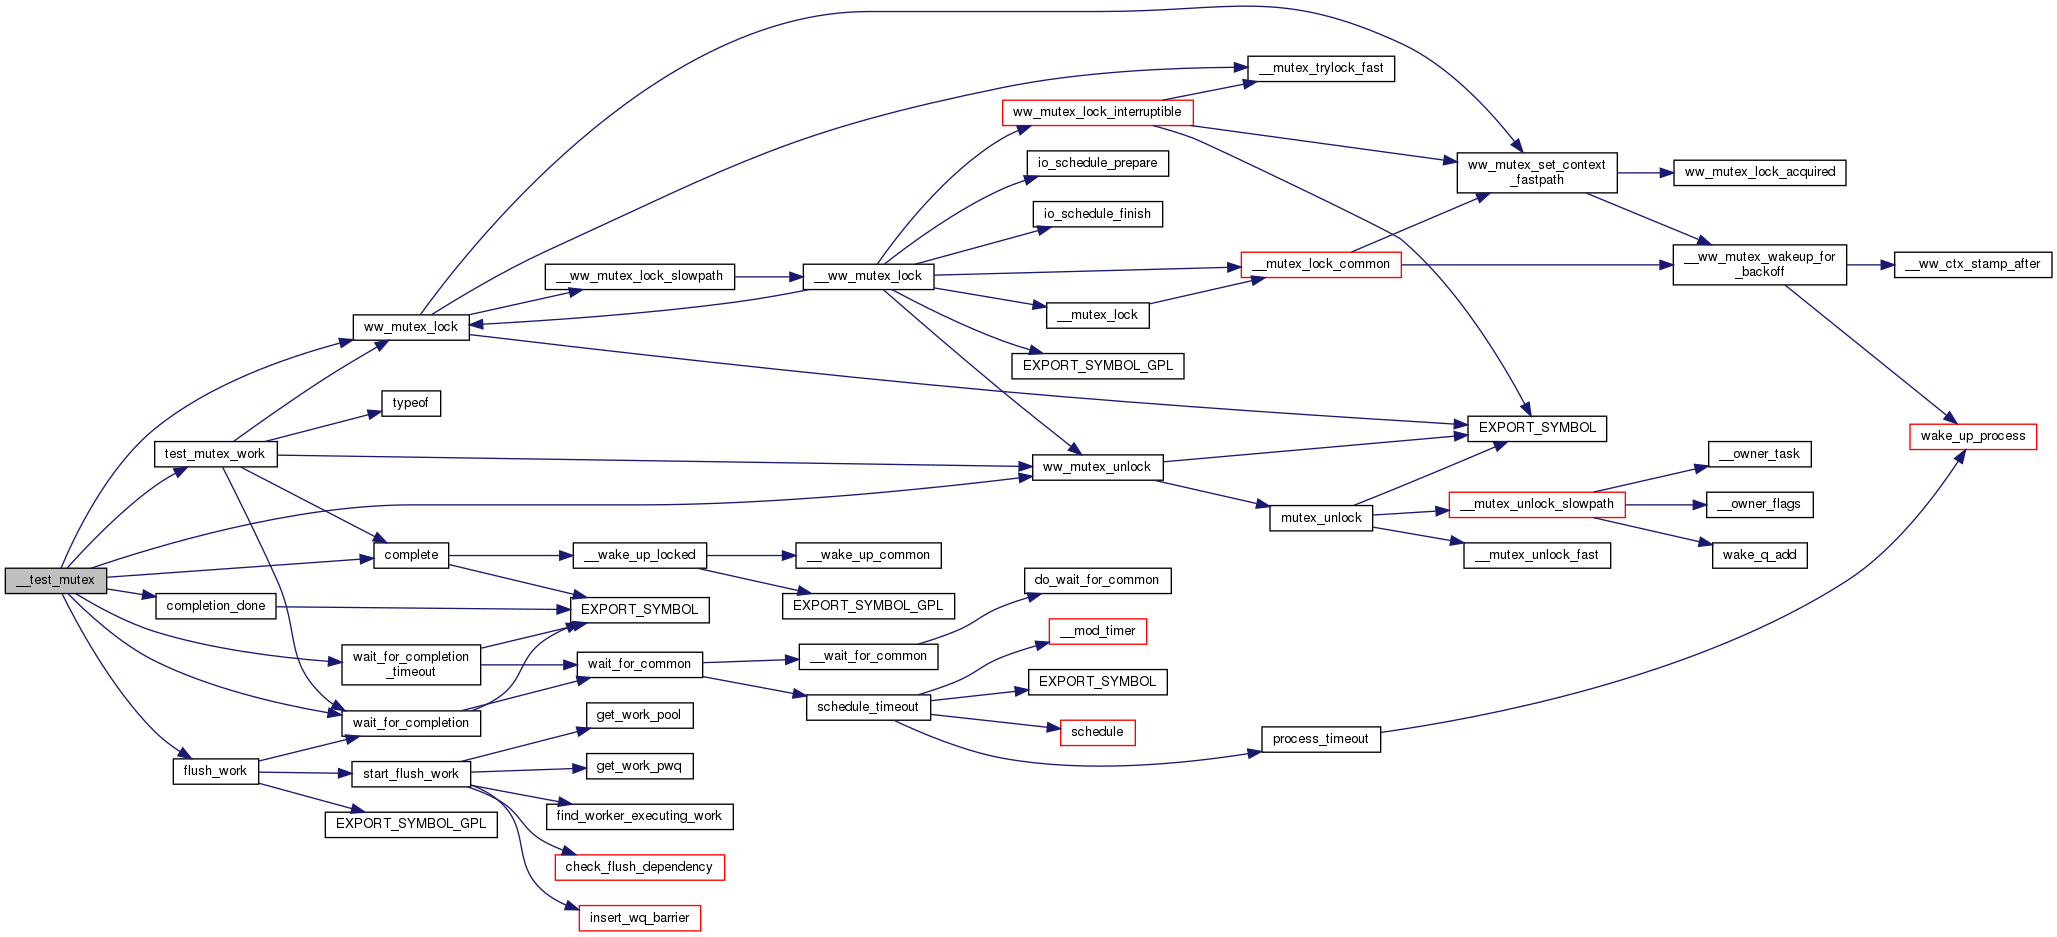 __test_mutex
test_mutex_work
completion_done
flush_work
ww_mutex_lock
typeof
complete
wait_for_completion
_timeout
wait_for_completion
start_flush_work
EXPORT_SYMBOL_GPL
__ww_mutex_lock_slowpath
__wake_up_locked
EXPORT_SYMBOL
wait_for_common
get_work_pool
get_work_pwq
find_worker_executing_work
check_flush_dependency
insert_wq_barrier
__ww_mutex_lock
__wake_up_common
EXPORT_SYMBOL_GPL
__wait_for_common
schedule_timeout
ww_mutex_lock_interruptible
io_schedule_prepare
io_schedule_finish
__mutex_lock
EXPORT_SYMBOL_GPL
ww_mutex_unlock
do_wait_for_common
__mod_timer
EXPORT_SYMBOL
schedule
__mutex_trylock_fast
__mutex_lock_common
mutex_unlock
process_timeout
ww_mutex_set_context
_fastpath
EXPORT_SYMBOL
__mutex_unlock_slowpath
__mutex_unlock_fast
ww_mutex_lock_acquired
__ww_mutex_wakeup_for
_backoff
__owner_task
__owner_flags
wake_q_add
__ww_ctx_stamp_after
wake_up_process